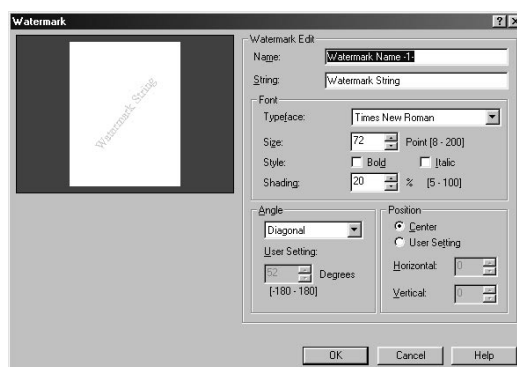 Watermark
Watermark String
Watermark Edit
Name: Watermark Name -1-
String: Watermark String
Font
Typeface: Times New Roman
Size: 72 Point [8 - 200]
Style: Bold Italic
Shading: 20 % [5 - 100]
Angle
Diagonal
User Setting:
52 Degrees
[-180 - 180]
Position
Center
User Setting
Horizontal: 0
Vertical: 0
OK Cancel Help